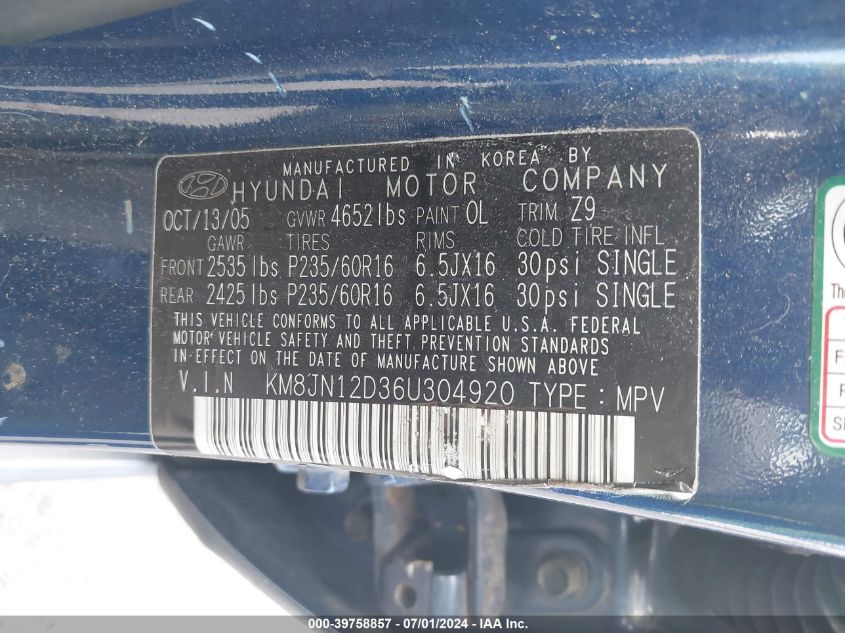 MANUFACTURED IN KOREA BY
HYUNDAI MOTOR COMPANY
OCT/13/05 GVWR 4652lbs PAINT OL TRIM Z9
GAWR TIRES RIMS COLD TIRE INFL
FRONT 2535lbs P235/60R16 6.5JX16 30psi SINGLE
REAR 2425lbs P235/60R16 6.5JX16 30psi SINGLE
THIS VEHICLE CONFORMS TO ALL APPLICABLE U.S.A. FEDERAL
MOTOR VEHICLE SAFETY AND THEFT PREVENTION STANDARDS
IN-EFFECT ON THE DATE OF MANUFACTURE SHOWN ABOVE
V.I.N KM8JN12D36U304920 TYPE : MPV
The
F
R
SP
000-39758857 - 07/01/2024 - IAA Inc.